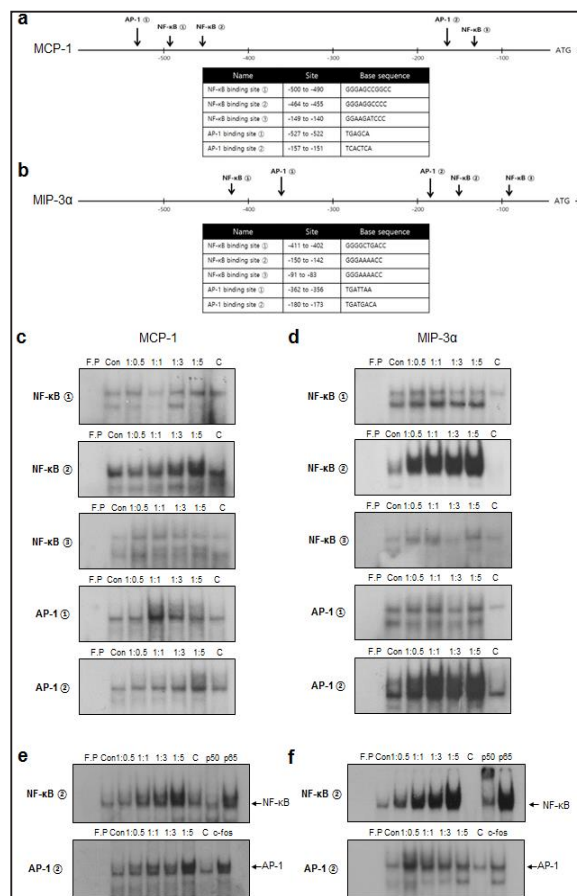 a
AP-1 ① NF-κB ① NF-κB ② AP-1 ② NF-κB ③
MCP-1
-500 -400 -300 -200 -100 ATG
Name Site Base sequence
NF-κB binding site ① -500 to -490 GGGAGCCGGCC
NF-κB binding site ② -464 to -455 GGGAGGCCCC
NF-κB binding site ③ -149 to -140 GGAAGATCCC
AP-1 binding site ① -527 to -522 TGAGCA
AP-1 binding site ② -157 to -151 TCACTCA
b
NF-κB ① AP-1 ① AP-1 ② NF-κB ② NF-κB ③
MIP-3α
-500 -400 -300 -200 -100 ATG
Name Site Base sequence
NF-κB binding site ① -411 to -402 GGGGCTGACC
NF-κB binding site ② -150 to -142 GGGAAAACC
NF-κB binding site ③ -91 to -83 GGGAAAACC
AP-1 binding site ① -362 to -356 TGATTAA
AP-1 binding site ② -180 to -173 TGATGACA
c MCP-1
F.P Con 1:0.5 1:1 1:3 1:5 C
NF-κB ①
F.P Con 1:0.5 1:1 1:3 1:5 C
NF-κB ②
F.P Con 1:0.5 1:1 1:3 1:5 C
NF-κB ③
F.P Con 1:0.5 1:1 1:3 1:5 C
AP-1 ①
F.P Con 1:0.5 1:1 1:3 1:5 C
AP-1 ②
d MIP-3α
F.P Con 1:0.5 1:1 1:3 1:5 C
NF-κB ①
F.P Con 1:0.5 1:1 1:3 1:5 C
NF-κB ②
F.P Con 1:0.5 1:1 1:3 1:5 C
NF-κB ③
F.P Con 1:0.5 1:1 1:3 1:5 C
AP-1 ①
F.P Con 1:0.5 1:1 1:3 1:5 C
AP-1 ②
e
F.P Con 1:0.5 1:1 1:3 1:5 C p50 p65
NF-κB ② NF-κB
F.P Con 1:0.5 1:1 1:3 1:5 C c-fos
AP-1 ② AP-1
f
F.P Con 1:0.5 1:1 1:3 1:5 C p50 p65
NF-κB ② NF-κB
F.P Con 1:0.5 1:1 1:3 1:5 C c-fos
AP-1 ② AP-1